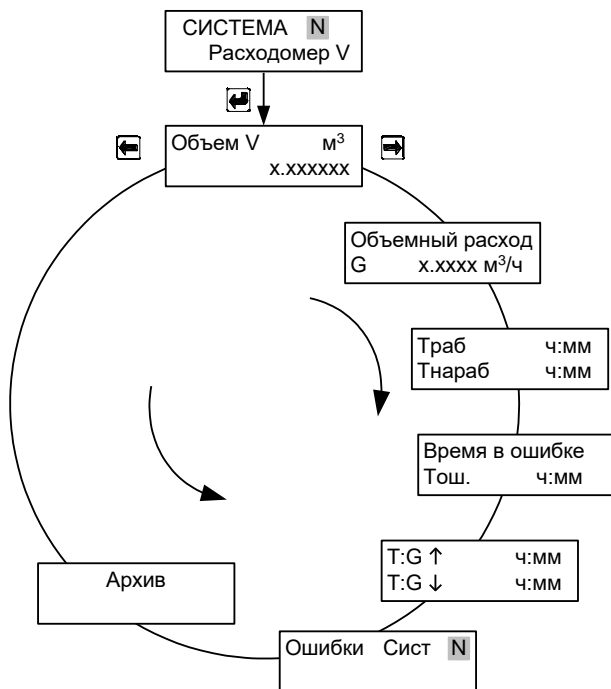 СИСТЕМА N
Расходомер V
Объем V м³
x.xxxxxx
Объемный расход
G x.xxxx м³/ч
Траб ч:мм
Тнараб ч:мм
Время в ошибке
Тош. ч:мм
T:G ↑ ч:мм
T:G ↓ ч:мм
Архив
Ошибки Сист N